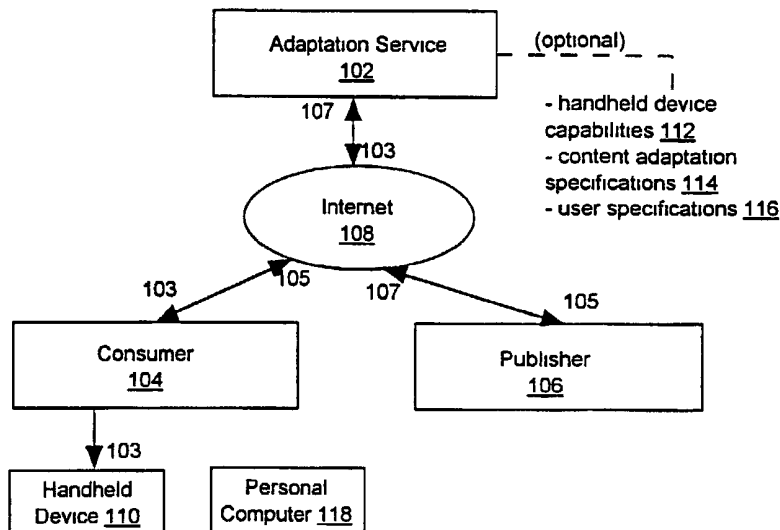 Adaptation Service
102
(optional)
107
- handheld device
capabilities 112
- content adaptation
specifications 114
- user specifications 116
103
Internet
108
103
105
107
105
Consumer
104
Publisher
106
103
Handheld
Device 110
Personal
Computer 118